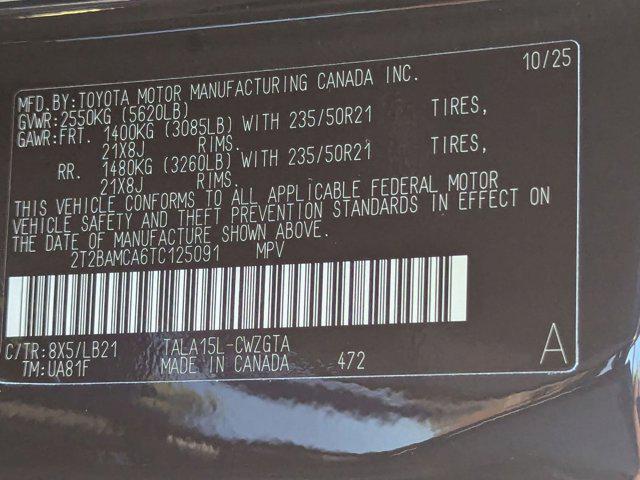 MFD.BY:TOYOTA MOTOR MANUFACTURING CANADA INC. 10/25
GVWR:2550KG (5620LB)
GAWR:FRT. 1400KG (3085LB) WITH 235/50R21 TIRES,
21X8J RIMS.
RR. 1480KG (3260LB) WITH 235/50R21 TIRES,
21X8J RIMS.
THIS VEHICLE CONFORMS TO ALL APPLICABLE FEDERAL MOTOR
VEHICLE SAFETY AND THEFT PREVENTION STANDARDS IN EFFECT ON
THE DATE OF MANUFACTURE SHOWN ABOVE.
2T2BAMCA6TC125091 MPV
C/TR:8X5/LB21 TALA15L-CWZGTA A
TM:UA81F MADE IN CANADA 472